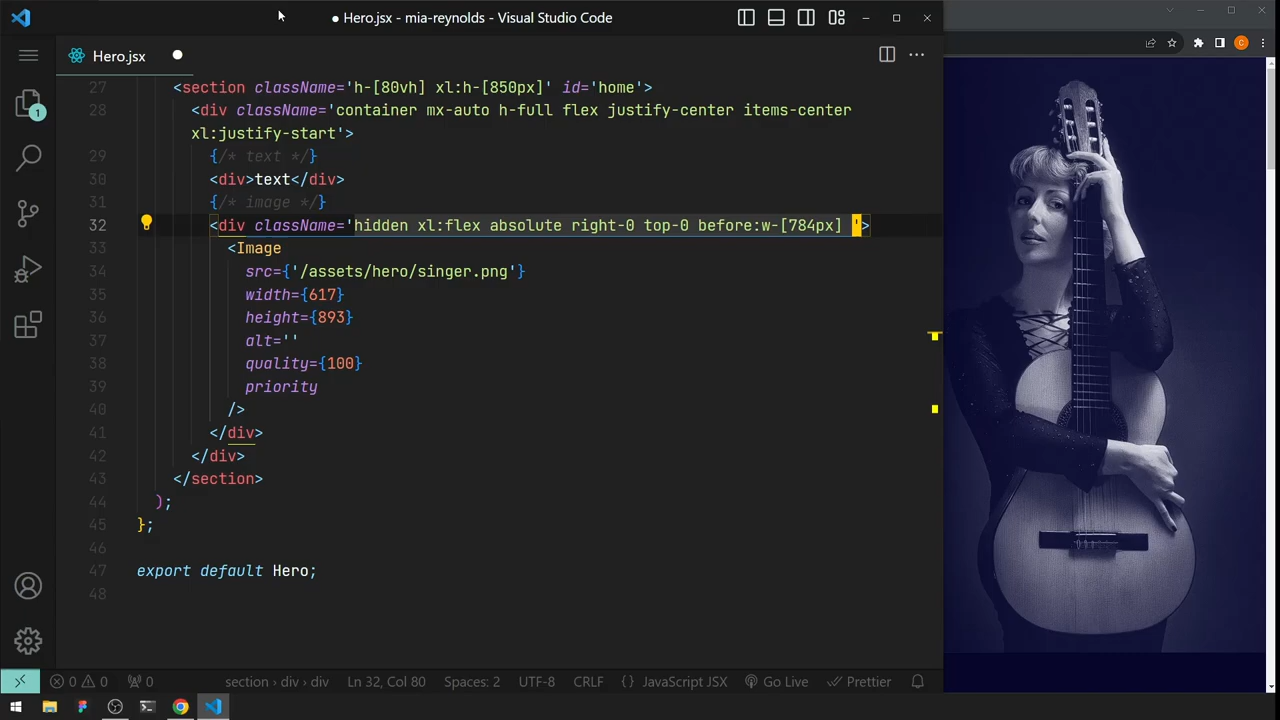 ● Hero.jsx - mia-reynolds - Visual Studio Code
Hero.jsx
27 <section className='h-[80vh] xl:h-[850px]' id='home'>
28 <div className='container mx-auto h-full flex justify-center items-center
xl:justify-start'>
29 {/* text */}
30 <div>text</div>
31 {/* image */}
32 <div className='hidden xl:flex absolute right-0 top-0 before:w-[784px] '>
33 <Image
34 src={'/assets/hero/singer.png'}
35 width={617}
36 height={893}
37 alt=''
38 quality={100}
39 priority
40 />
41 </div>
42 </div>
43 </section>
44 );
45 };
46
47 export default Hero;
48
1
0 0 0 section › div › div Ln 32, Col 80 Spaces: 2 UTF-8 CRLF {} JavaScript JSX Go Live Prettier
C